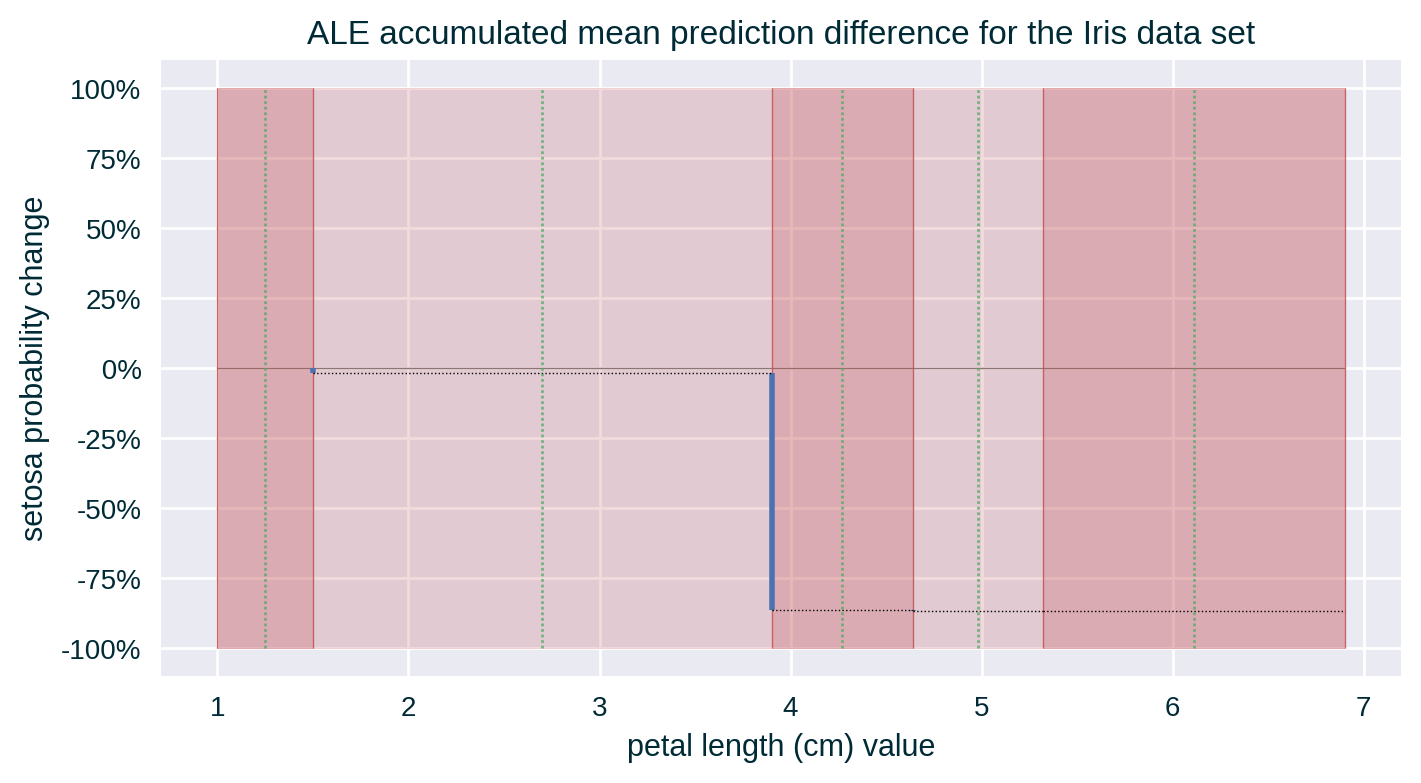 ALE accumulated mean prediction difference for the Iris data set
setosa probability change
100%
75%
50%
25%
0%
-25%
-50%
-75%
-100%
1 2 3 4 5 6 7
petal length (cm) value